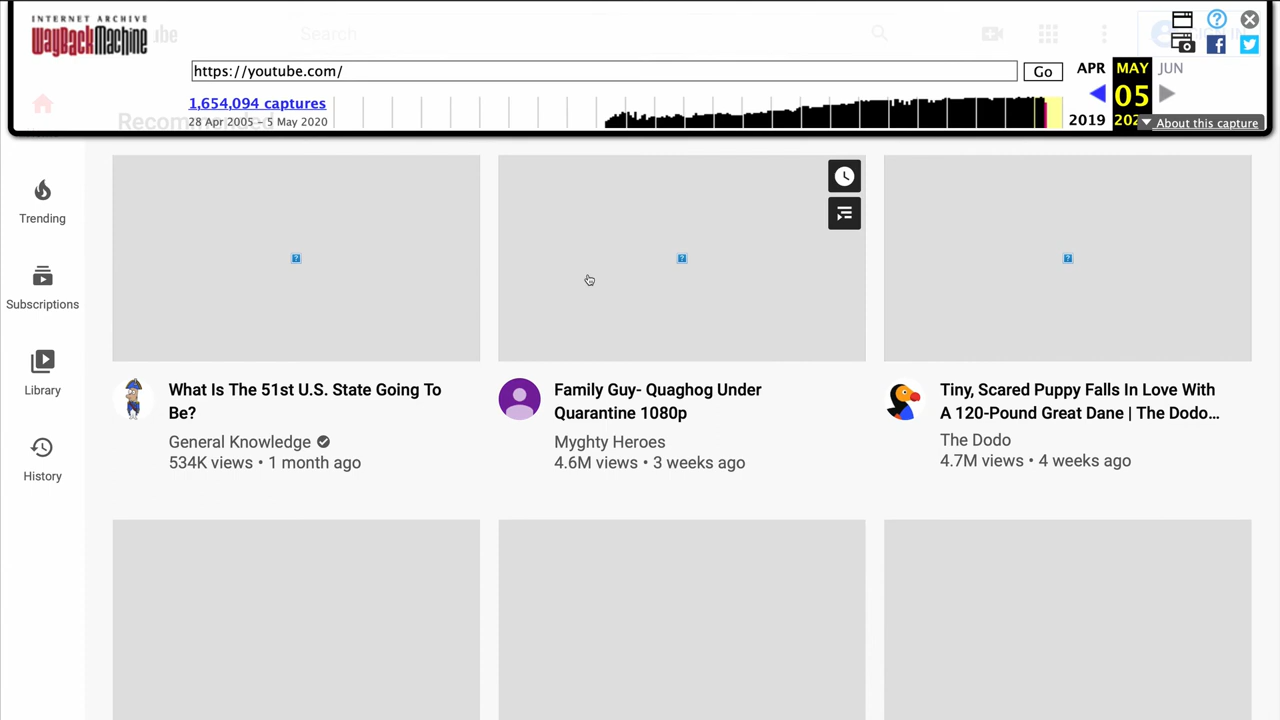 INTERNET ARCHIVE
WayBackMachine
be
Search
https://youtube.com/
Go
APR
MAY
JUN
1,654,094 captures
05
28 Apr 2005 – 5 May 2020
2019
202
About this capture
Recommended
Trending
Subscriptions
Library
History
What Is The 51st U.S. State Going To
Be?
General Knowledge
534K views • 1 month ago
Family Guy- Quaghog Under
Quarantine 1080p
Myghty Heroes
4.6M views • 3 weeks ago
Tiny, Scared Puppy Falls In Love With
A 120-Pound Great Dane | The Dodo...
The Dodo
4.7M views • 4 weeks ago